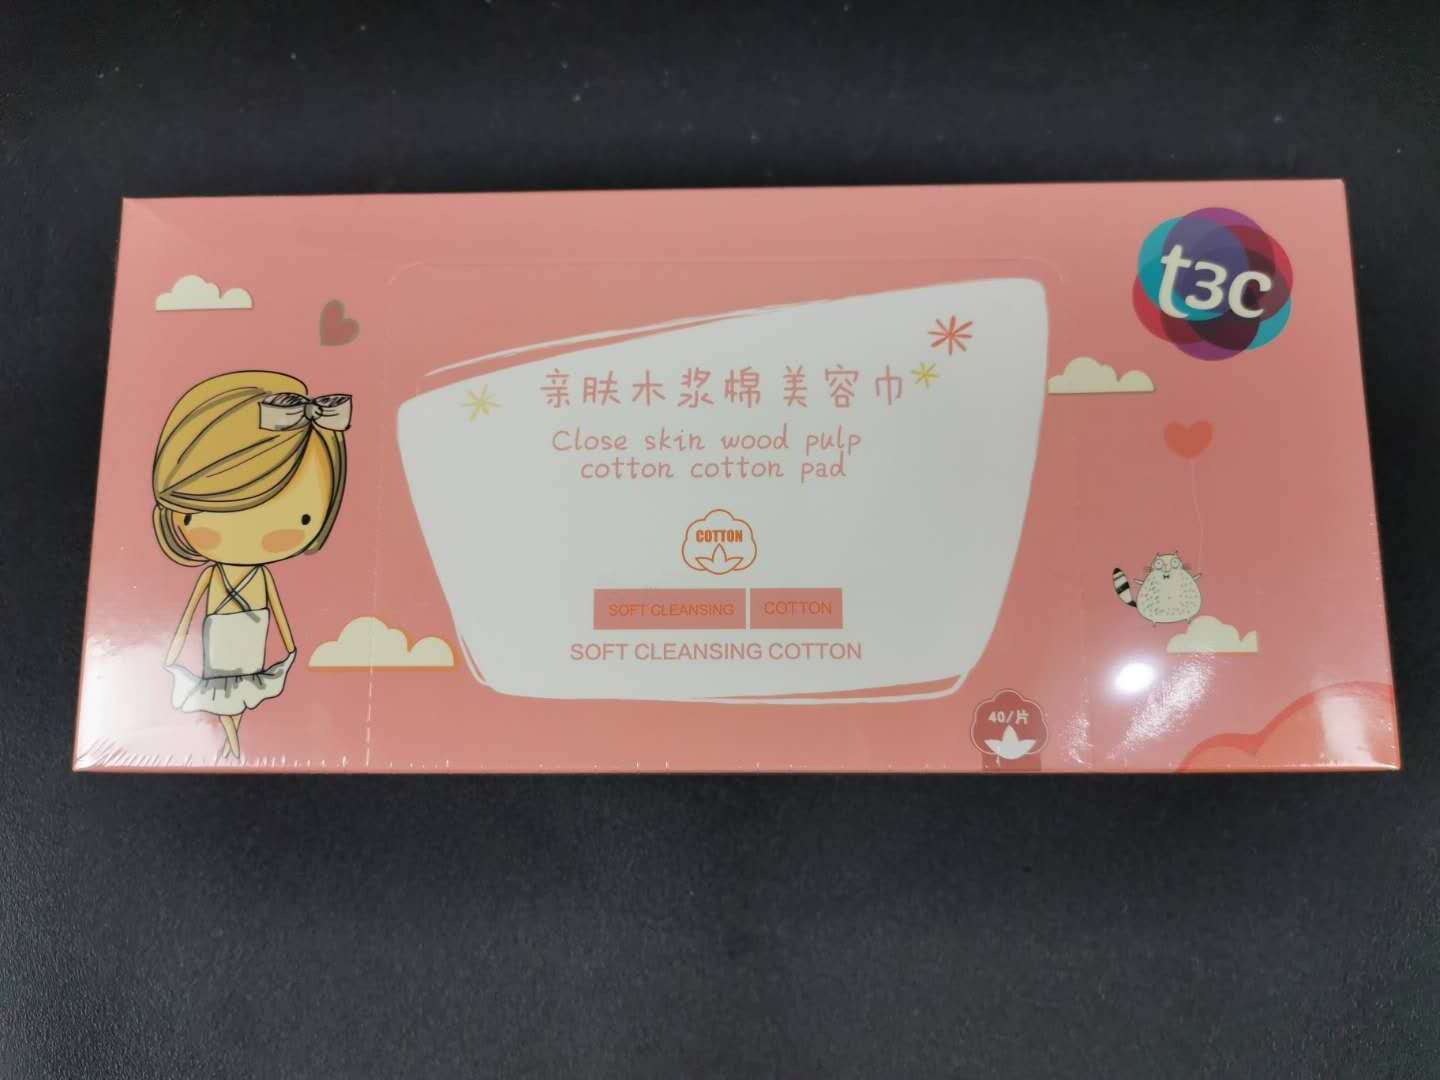 t3c
亲肤木浆棉美容巾
Close skin wood pulp
cotton cotton pad
COTTON
SOFT CLEANSING COTTON
SOFT CLEANSING COTTON
40/片